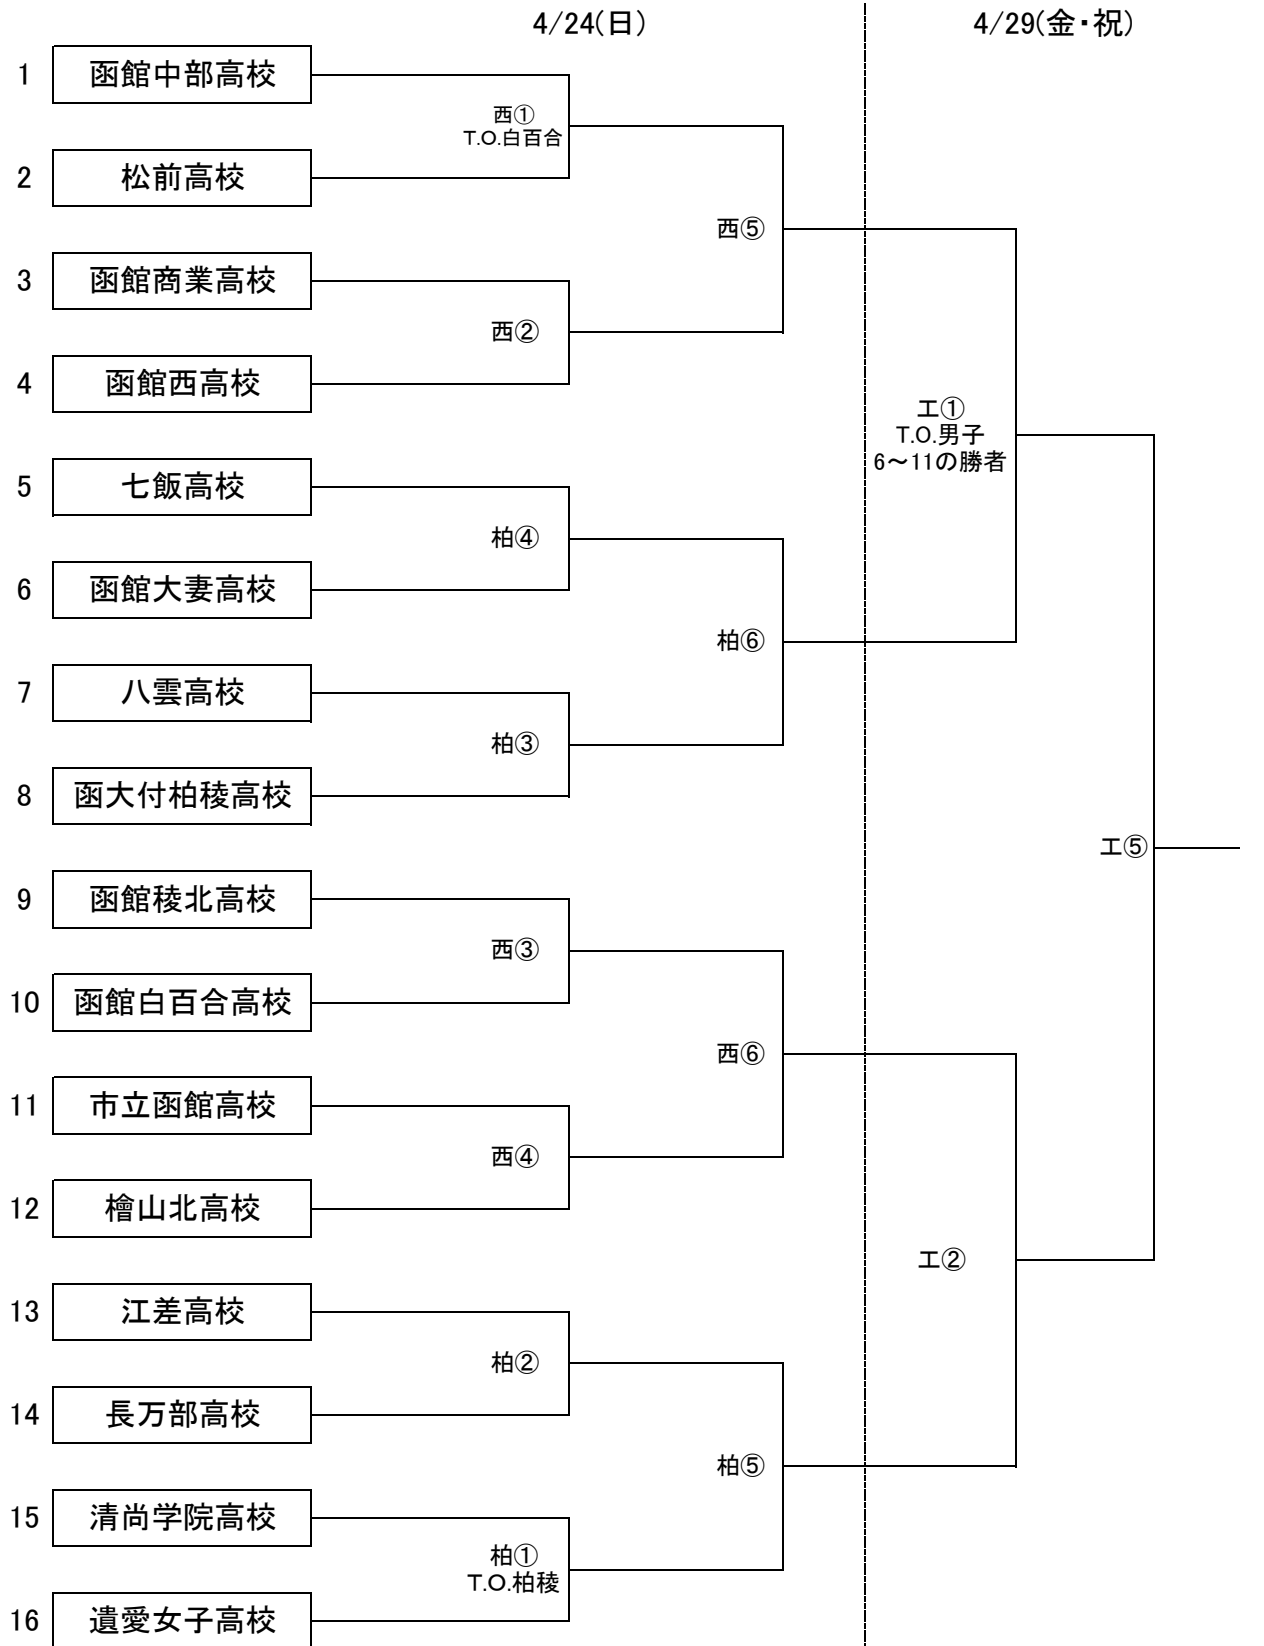 4/24(日)
4/29(金・祝)
1
函館中部高校
西①
T.O.白百合
2
松前高校
西⑤
3
函館商業高校
西②
4
函館西高校
エ①
T.O.男子
6～11の勝者
5
七飯高校
柏④
6
函館大妻高校
柏⑥
7
八雲高校
柏③
8
函大付柏稜高校
エ⑤
9
函館稜北高校
西③
10
函館白百合高校
西⑥
11
市立函館高校
西④
12
檜山北高校
エ②
13
江差高校
柏②
14
長万部高校
柏⑤
15
清尚学院高校
柏①
T.O.柏稜
16
遺愛女子高校